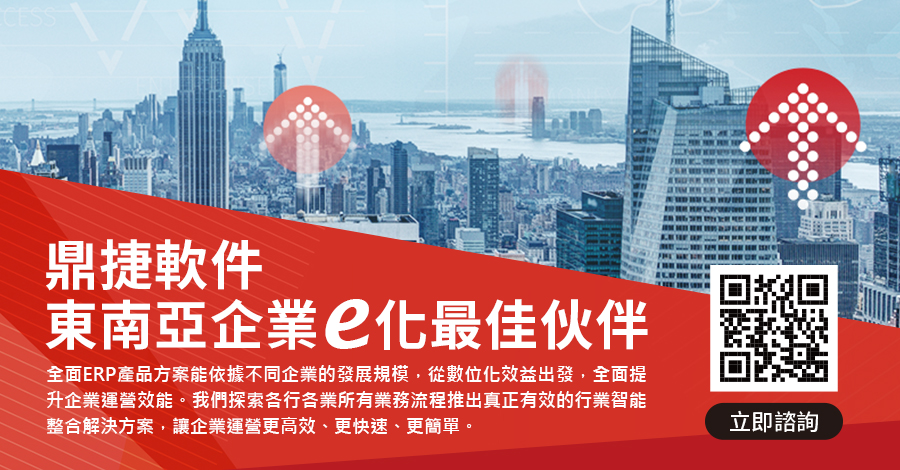 CCESS
鼎捷軟件
東南亞企業e化最佳伙伴
全面ERP產品方案能依據不同企業的發展規模，從數位化效益出發，全面提
升企業運營效能。我們探索各行各業所有業務流程推出真正有效的行業智能
整合解決方案，讓企業運營更高效、更快速、更簡單。
立即諮詢